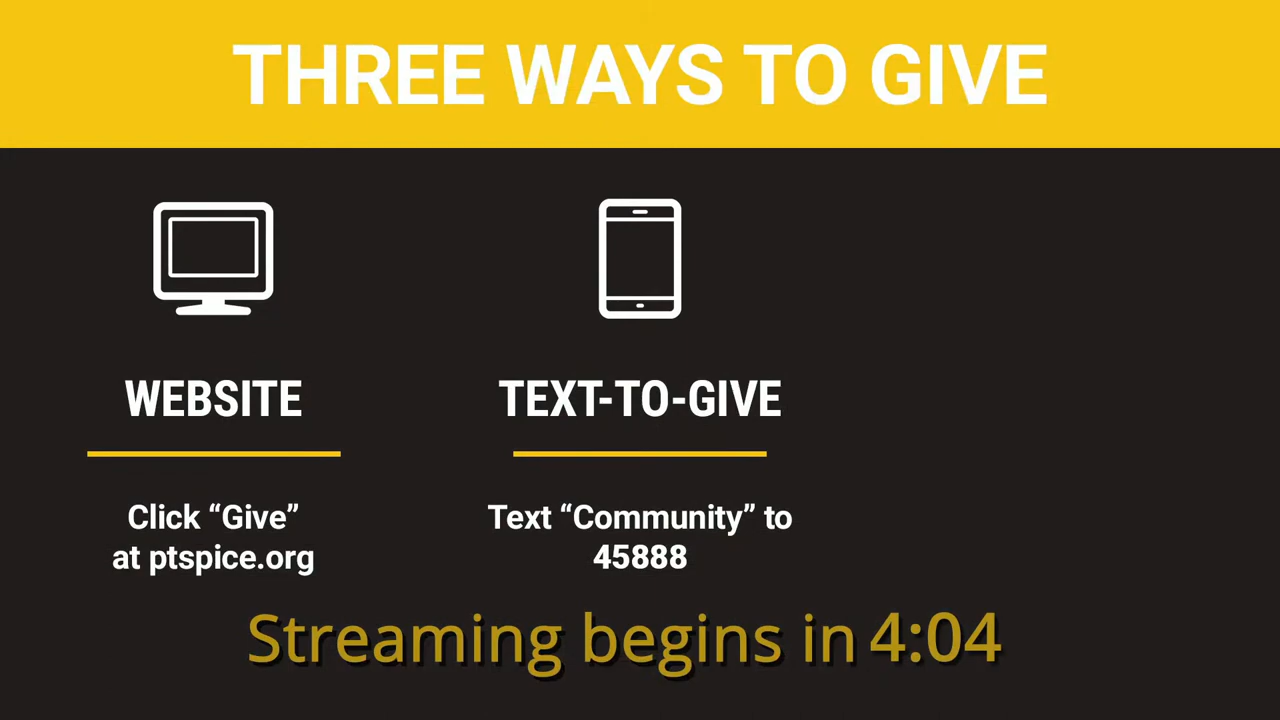 THREE WAYS TO GIVE
WEBSITE
Click “Give”
at ptspice.org
TEXT-TO-GIVE
Text “Community” to
45888
Streaming begins in 4:04